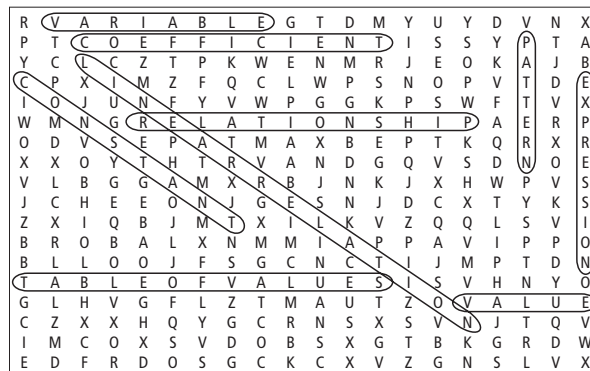 R V A R I A B L E G T D M Y U Y D V N X
P T C O E F F I C I E N T I S S Y P T A
Y C L C Z T P K W E N M R J E O K A J B
C P X I M Z F Q C L W P S N O P V T D E
I O J U N F Y V W P G G K P S W F T V X
W M N G R E L A T I O N S H I P A E R P
O D V S E P A T M A X B E P T K Q R X R
X X O Y T H T R V A N D G Q V S D N O E
V L B G G A M X R B J N K J X H W P V S
J C H E E O N J G E S N J D C X T Y K S
Z X I Q B J M T X I L K V Z Q Q L S V I
B R O B A L X N M M I A P P A V I P P O
B L L O O J F S G C N C T I J M P T D N
T A B L E O F V A L U E S I S V H N Y O
G L H V G F L Z T M A U T Z O V A L U E
C Z X X H Q Y G C R N S X S V N J T Q V
I M C O X S V D O B S X G T B K G R D W
E D F R D O S G C K C X V Z G N S L V X